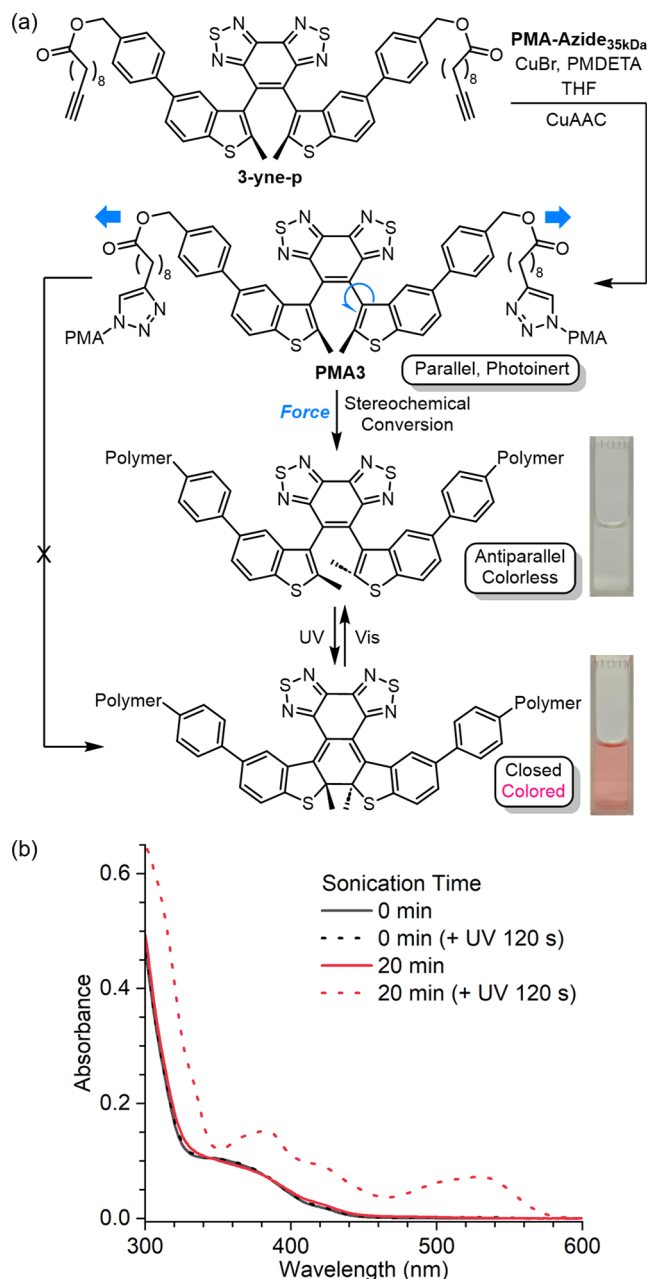 (a)
PMA-Azide35kDa
CuBr, PMDETA
THF
CuAAC
O
O
( )8
N S N
N N
O
O
( )8
S S
3-yne-p
O
O
( )8
N S N
N N
O
O
( )8
N
N N
PMA
S S
N
N N
PMA
PMA3
Parallel, Photoinert
Force
Stereochemical
Conversion
Polymer
N S N
N N
Polymer
S S
Antiparallel
Colorless
X
UV
Vis
Polymer
N S N
N N
Polymer
S S
Closed
Colored
(b)
Sonication Time
0 min
0 min (+ UV 120 s)
20 min
20 min (+ UV 120 s)
Absorbance
0.6
0.4
0.2
0.0
300 400 500 600
Wavelength (nm)